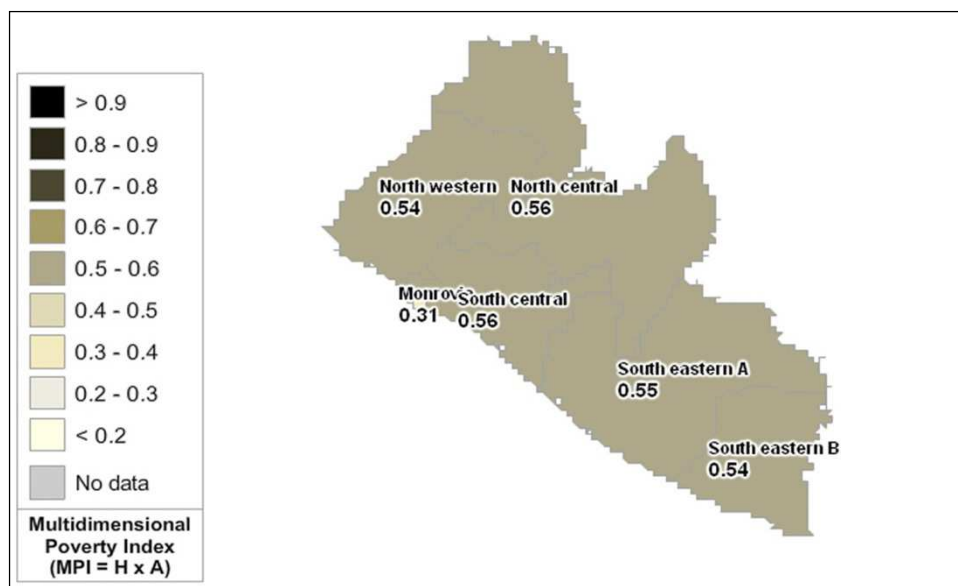 > 0.9
0.8 - 0.9
0.7 - 0.8
0.6 - 0.7
0.5 - 0.6
0.4 - 0.5
0.3 - 0.4
0.2 - 0.3
< 0.2
No data
Multidimensional
Poverty Index
(MPI = H x A)
North western
0.54
North central
0.56
Monrovia
0.31
South central
0.56
South eastern A
0.55
South eastern B
0.54